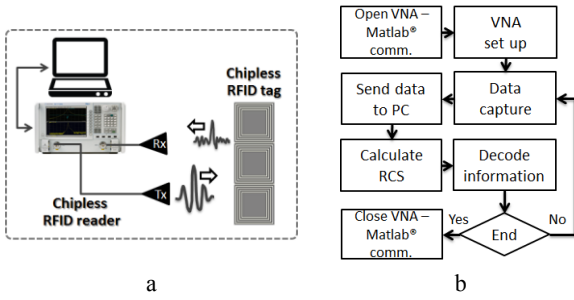 Chipless
RFID tag
Rx
Tx
Chipless
RFID reader
a
Open VNA –
Matlab®
comm.
VNA
set up
Send data
to PC
Data
capture
Calculate
RCS
Decode
information
Close VNA –
Matlab®
comm.
Yes
End
No
b